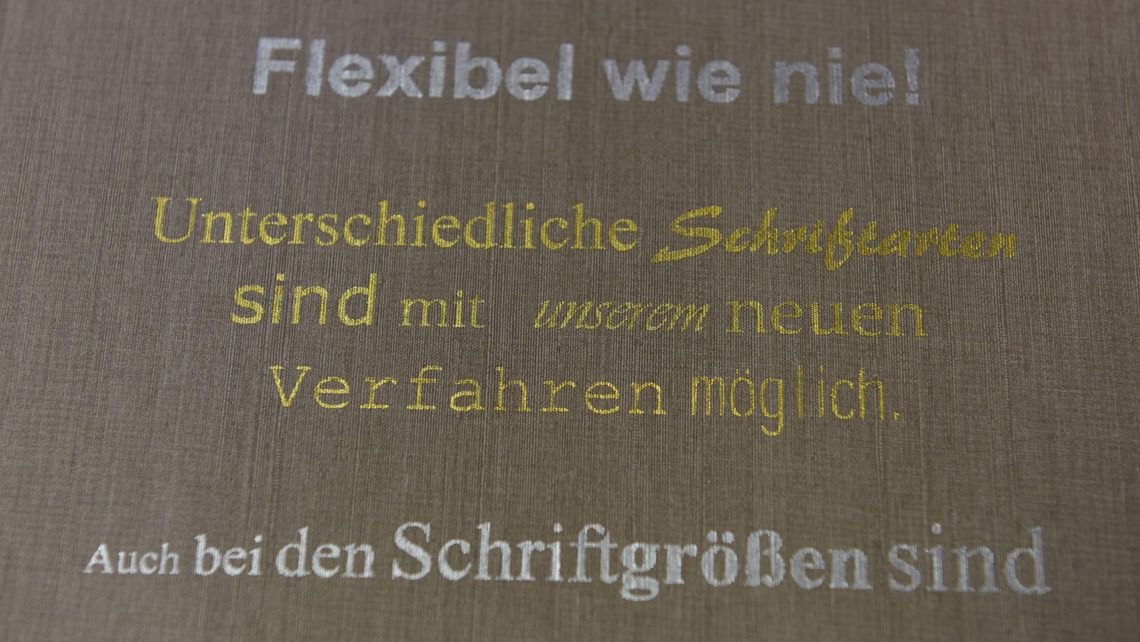 Flexibel wie nie!
Unterschiedliche Schriftarten
sind mit unserem neuen
Verfahren möglich.
Auch bei den Schriftgrößen sind